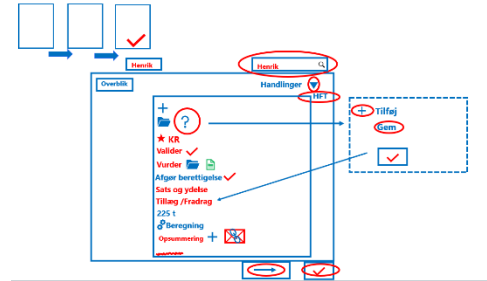 Henrik
Henrik
Overblik
Handlinger
HFT
?
KR
Valider
Vurder
Afgør berettigelse
Sats og ydelse
Tillæg /Fradrag
225 t
Beregning
Opsummering
Tilføj
Gem